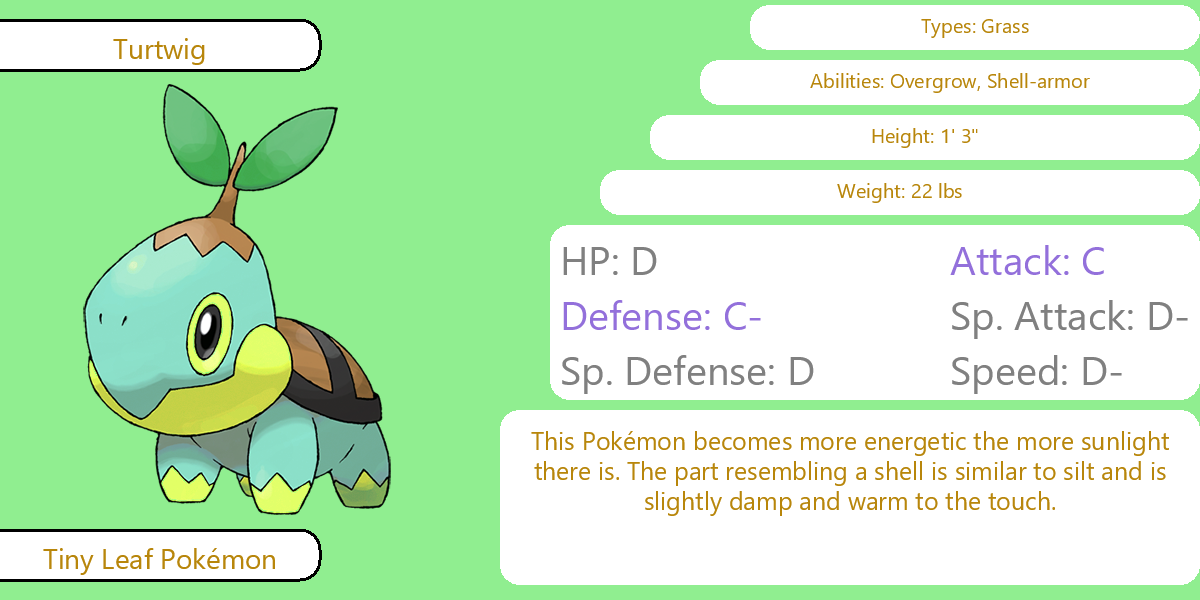 Turtwig
Types: Grass
Abilities: Overgrow, Shell-armor
Height: 1' 3"
Weight: 22 lbs
HP: D
Attack: C
Defense: C-
Sp. Attack: D-
Sp. Defense: D
Speed: D-
This Pokémon becomes more energetic the more sunlight
there is. The part resembling a shell is similar to silt and is
slightly damp and warm to the touch.
Tiny Leaf Pokémon